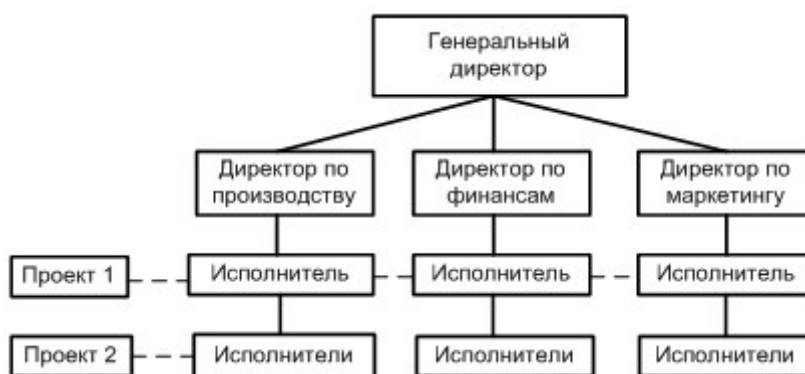 Генеральный
директор
Директор по
производству
Директор по
финансам
Директор по
маркетингу
Проект 1
Исполнитель
Исполнитель
Исполнитель
Проект 2
Исполнители
Исполнители
Исполнители